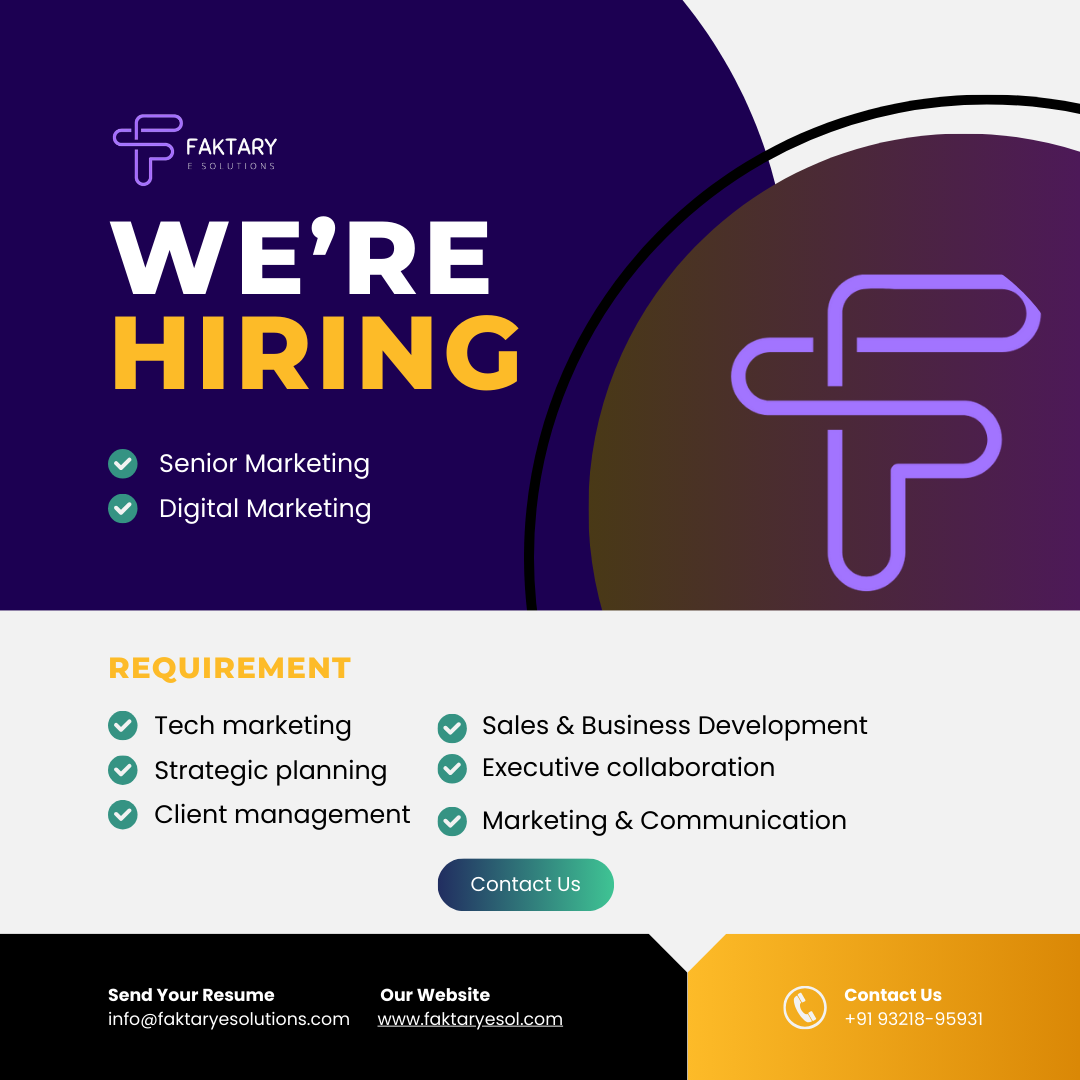 FAKTARY
E SOLUTIONS
WE’RE
HIRING
Senior Marketing
Digital Marketing
REQUIREMENT
Tech marketing
Strategic planning
Client management
Sales & Business Development
Executive collaboration
Marketing & Communication
Contact Us
Send Your Resume
info@faktaryesolutions.com
Our Website
www.faktaryesol.com
Contact Us
+91 93218-95931